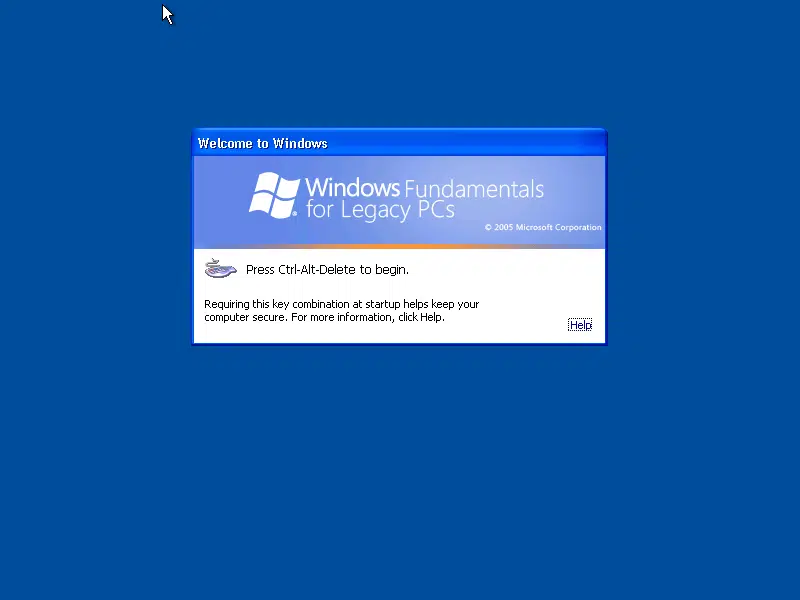 Welcome to Windows
Windows Fundamentals
for Legacy PCs
© 2005 Microsoft Corporation
Press Ctrl-Alt-Delete to begin.
Requiring this key combination at startup helps keep your
computer secure. For more information, click Help.
Help